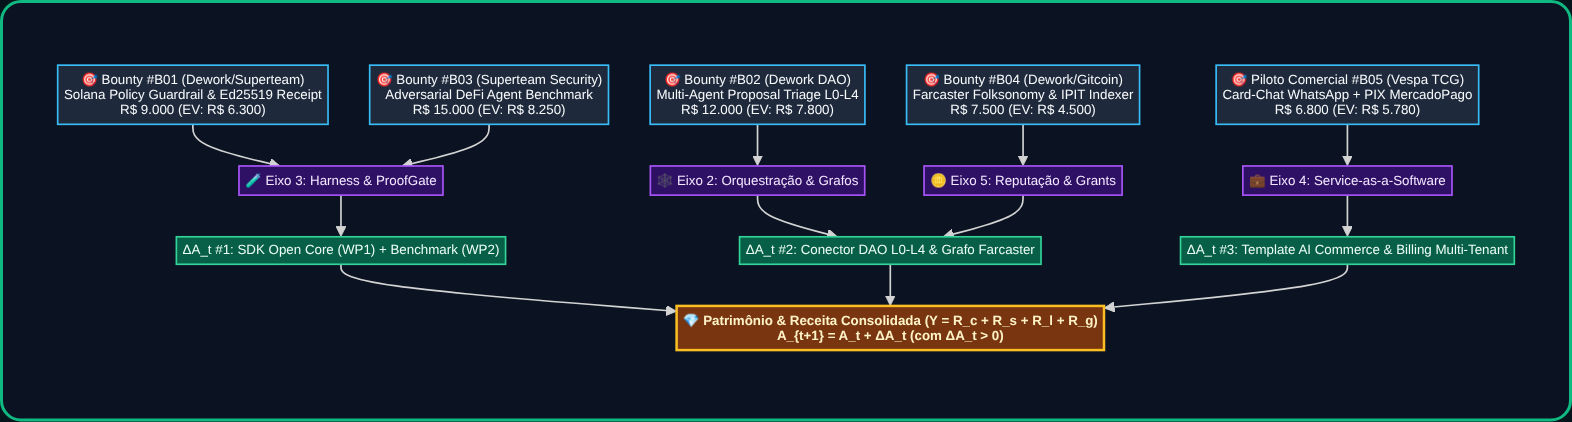 🎯 Bounty #B01 (Dework/Superteam)
Solana Policy Guardrail & Ed25519 Receipt
R$ 9.000 (EV: R$ 6.300)
🎯 Bounty #B03 (Superteam Security)
Adversarial DeFi Agent Benchmark
R$ 15.000 (EV: R$ 8.250)
🎯 Bounty #B02 (Dework DAO)
Multi-Agent Proposal Triage L0-L4
R$ 12.000 (EV: R$ 7.800)
🎯 Bounty #B04 (Dework/Gitcoin)
Farcaster Folksonomy & IPIT Indexer
R$ 7.500 (EV: R$ 4.500)
🎯 Piloto Comercial #B05 (Vespa TCG)
Card-Chat WhatsApp + PIX MercadoPago
R$ 6.800 (EV: R$ 5.780)
🧪 Eixo 3: Harness & ProofGate
🕸️ Eixo 2: Orquestração & Grafos
🪙 Eixo 5: Reputação & Grants
💼 Eixo 4: Service-as-a-Software
ΔA_t #1: SDK Open Core (WP1) + Benchmark (WP2)
ΔA_t #2: Conector DAO L0-L4 & Grafo Farcaster
ΔA_t #3: Template AI Commerce & Billing Multi-Tenant
💎 Patrimônio & Receita Consolidada (Y = R_c + R_s + R_l + R_g)
A_{t+1} = A_t + ΔA_t (com ΔA_t > 0)